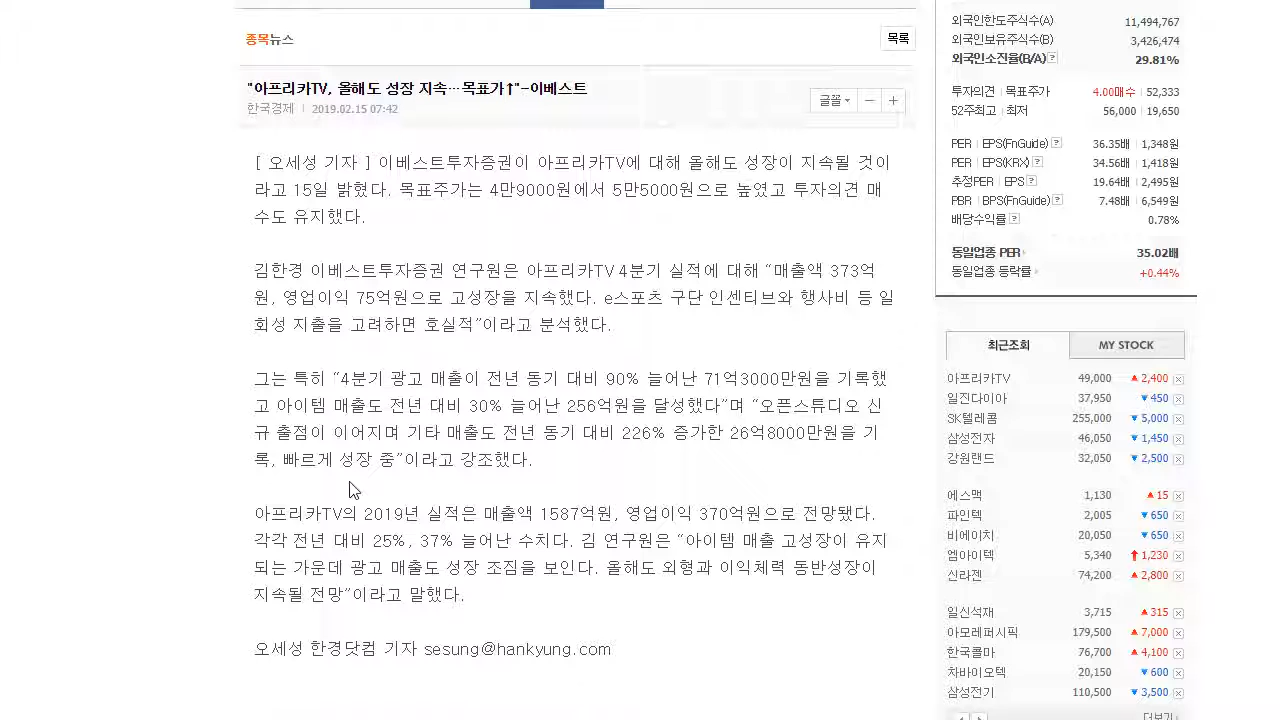 종목뉴스
목록
"아프리카TV, 올해도 성장 지속…목표가↑"-이베스트
한국경제 2019.02.15 07:42
글꼴
[ 오세성 기자 ] 이베스트투자증권이 아프리카TV에 대해 올해도 성장이 지속될 것이
라고 15일 밝혔다. 목표주가는 4만9000원에서 5만5000원으로 높였고 투자의견 매
수도 유지했다.
김한경 이베스트투자증권 연구원은 아프리카TV 4분기 실적에 대해 “매출액 373억
원, 영업이익 75억원으로 고성장을 지속했다. e스포츠 구단 인센티브와 행사비 등 일
회성 지출을 고려하면 호실적”이라고 분석했다.
그는 특히 “4분기 광고 매출이 전년 동기 대비 90% 늘어난 71억3000만원을 기록했
고 아이템 매출도 전년 대비 30% 늘어난 256억원을 달성했다”며 “오픈스튜디오 신
규 출점이 이어지며 기타 매출도 전년 동기 대비 226% 증가한 26억8000만원을 기
록, 빠르게 성장 중”이라고 강조했다.
아프리카TV의 2019년 실적은 매출액 1587억원, 영업이익 370억원으로 전망됐다.
각각 전년 대비 25%, 37% 늘어난 수치다. 김 연구원은 “아이템 매출 고성장이 유지
되는 가운데 광고 매출도 성장 조짐을 보인다. 올해도 외형과 이익체력 동반성장이
지속될 전망”이라고 말했다.
오세성 한경닷컴 기자 sesung@hankyung.com
외국인한도주식수(A) 11,494,767
외국인보유주식수(B) 3,426,474
외국인소진율(B/A) 29.81%
투자의견 목표주가 4.00매수 52,333
52주최고 최저 56,000 19,650
PER EPS(FnGuide) 36.35배 1,348원
PER EPS(KRX) 34.56배 1,418원
추정PER EPS 19.64배 2,495원
PBR BPS(FnGuide) 7.48배 6,549원
배당수익률 0.78%
동일업종 PER 35.02배
동일업종 등락률 +0.44%
최근조회 MY STOCK
아프리카TV 49,000 ▲2,400
일진다이아 37,950 ▼450
SK텔레콤 255,000 ▼5,000
삼성전자 46,050 ▼1,450
강원랜드 32,050 ▼2,500
에스맥 1,130 ▲15
파인텍 2,005 ▼650
비에이치 20,050 ▼650
엠아이텍 5,340 ↑1,230
신라젠 74,200 ▲2,800
일신석재 3,715 ▲315
아모레퍼시픽 179,500 ▲7,000
한국콜마 76,700 ▲4,100
차바이오텍 20,150 ▼600
삼성전기 110,500 ▼3,500
더보기